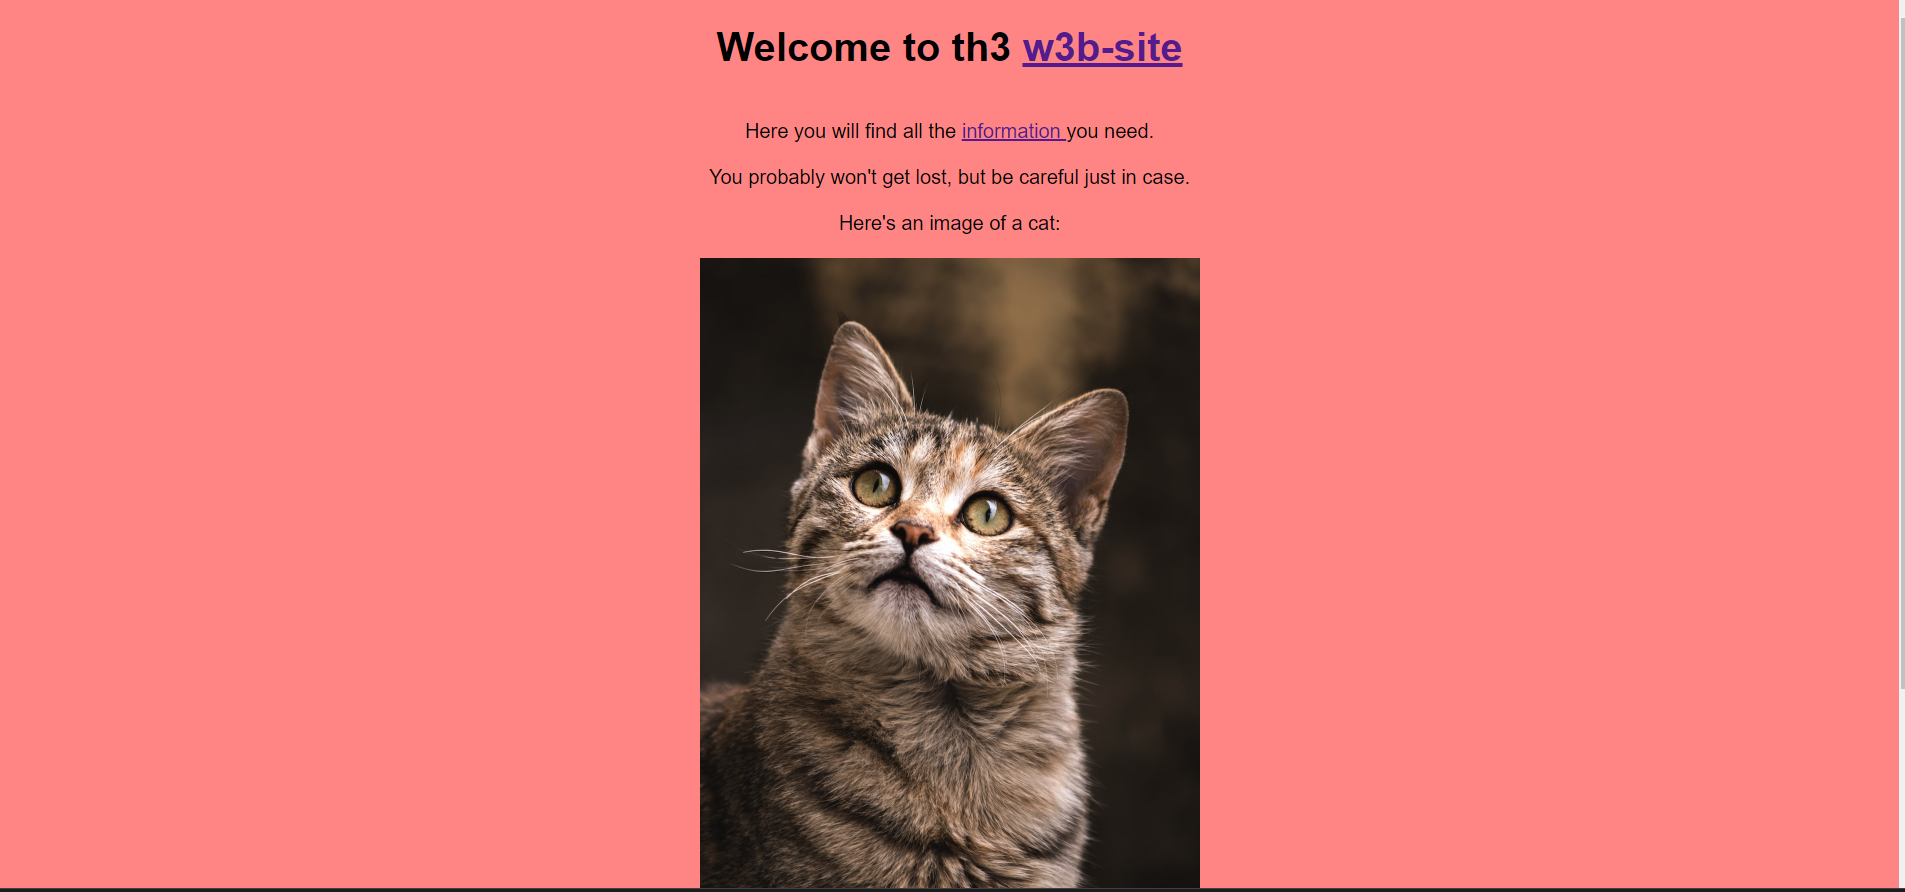 Welcome to th3 w3b-site
Here you will find all the information you need.
You probably won't get lost, but be careful just in case.
Here's an image of a cat: